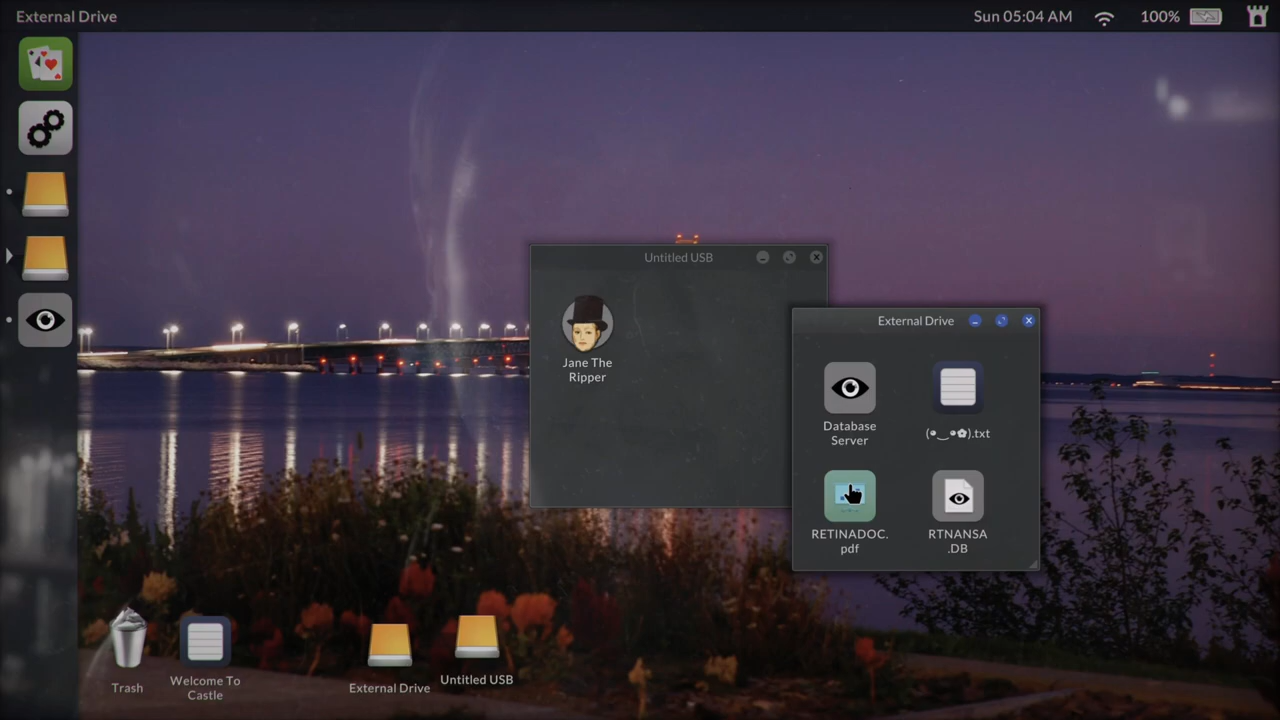 External Drive
Sun 05:04 AM
100%
Untitled USB
Jane The
Ripper
External Drive
Database
Server
(•‿•✿).txt
RETINADOC.
pdf
RTNANSA
.DB
Trash
Welcome To
Castle
External Drive
Untitled USB